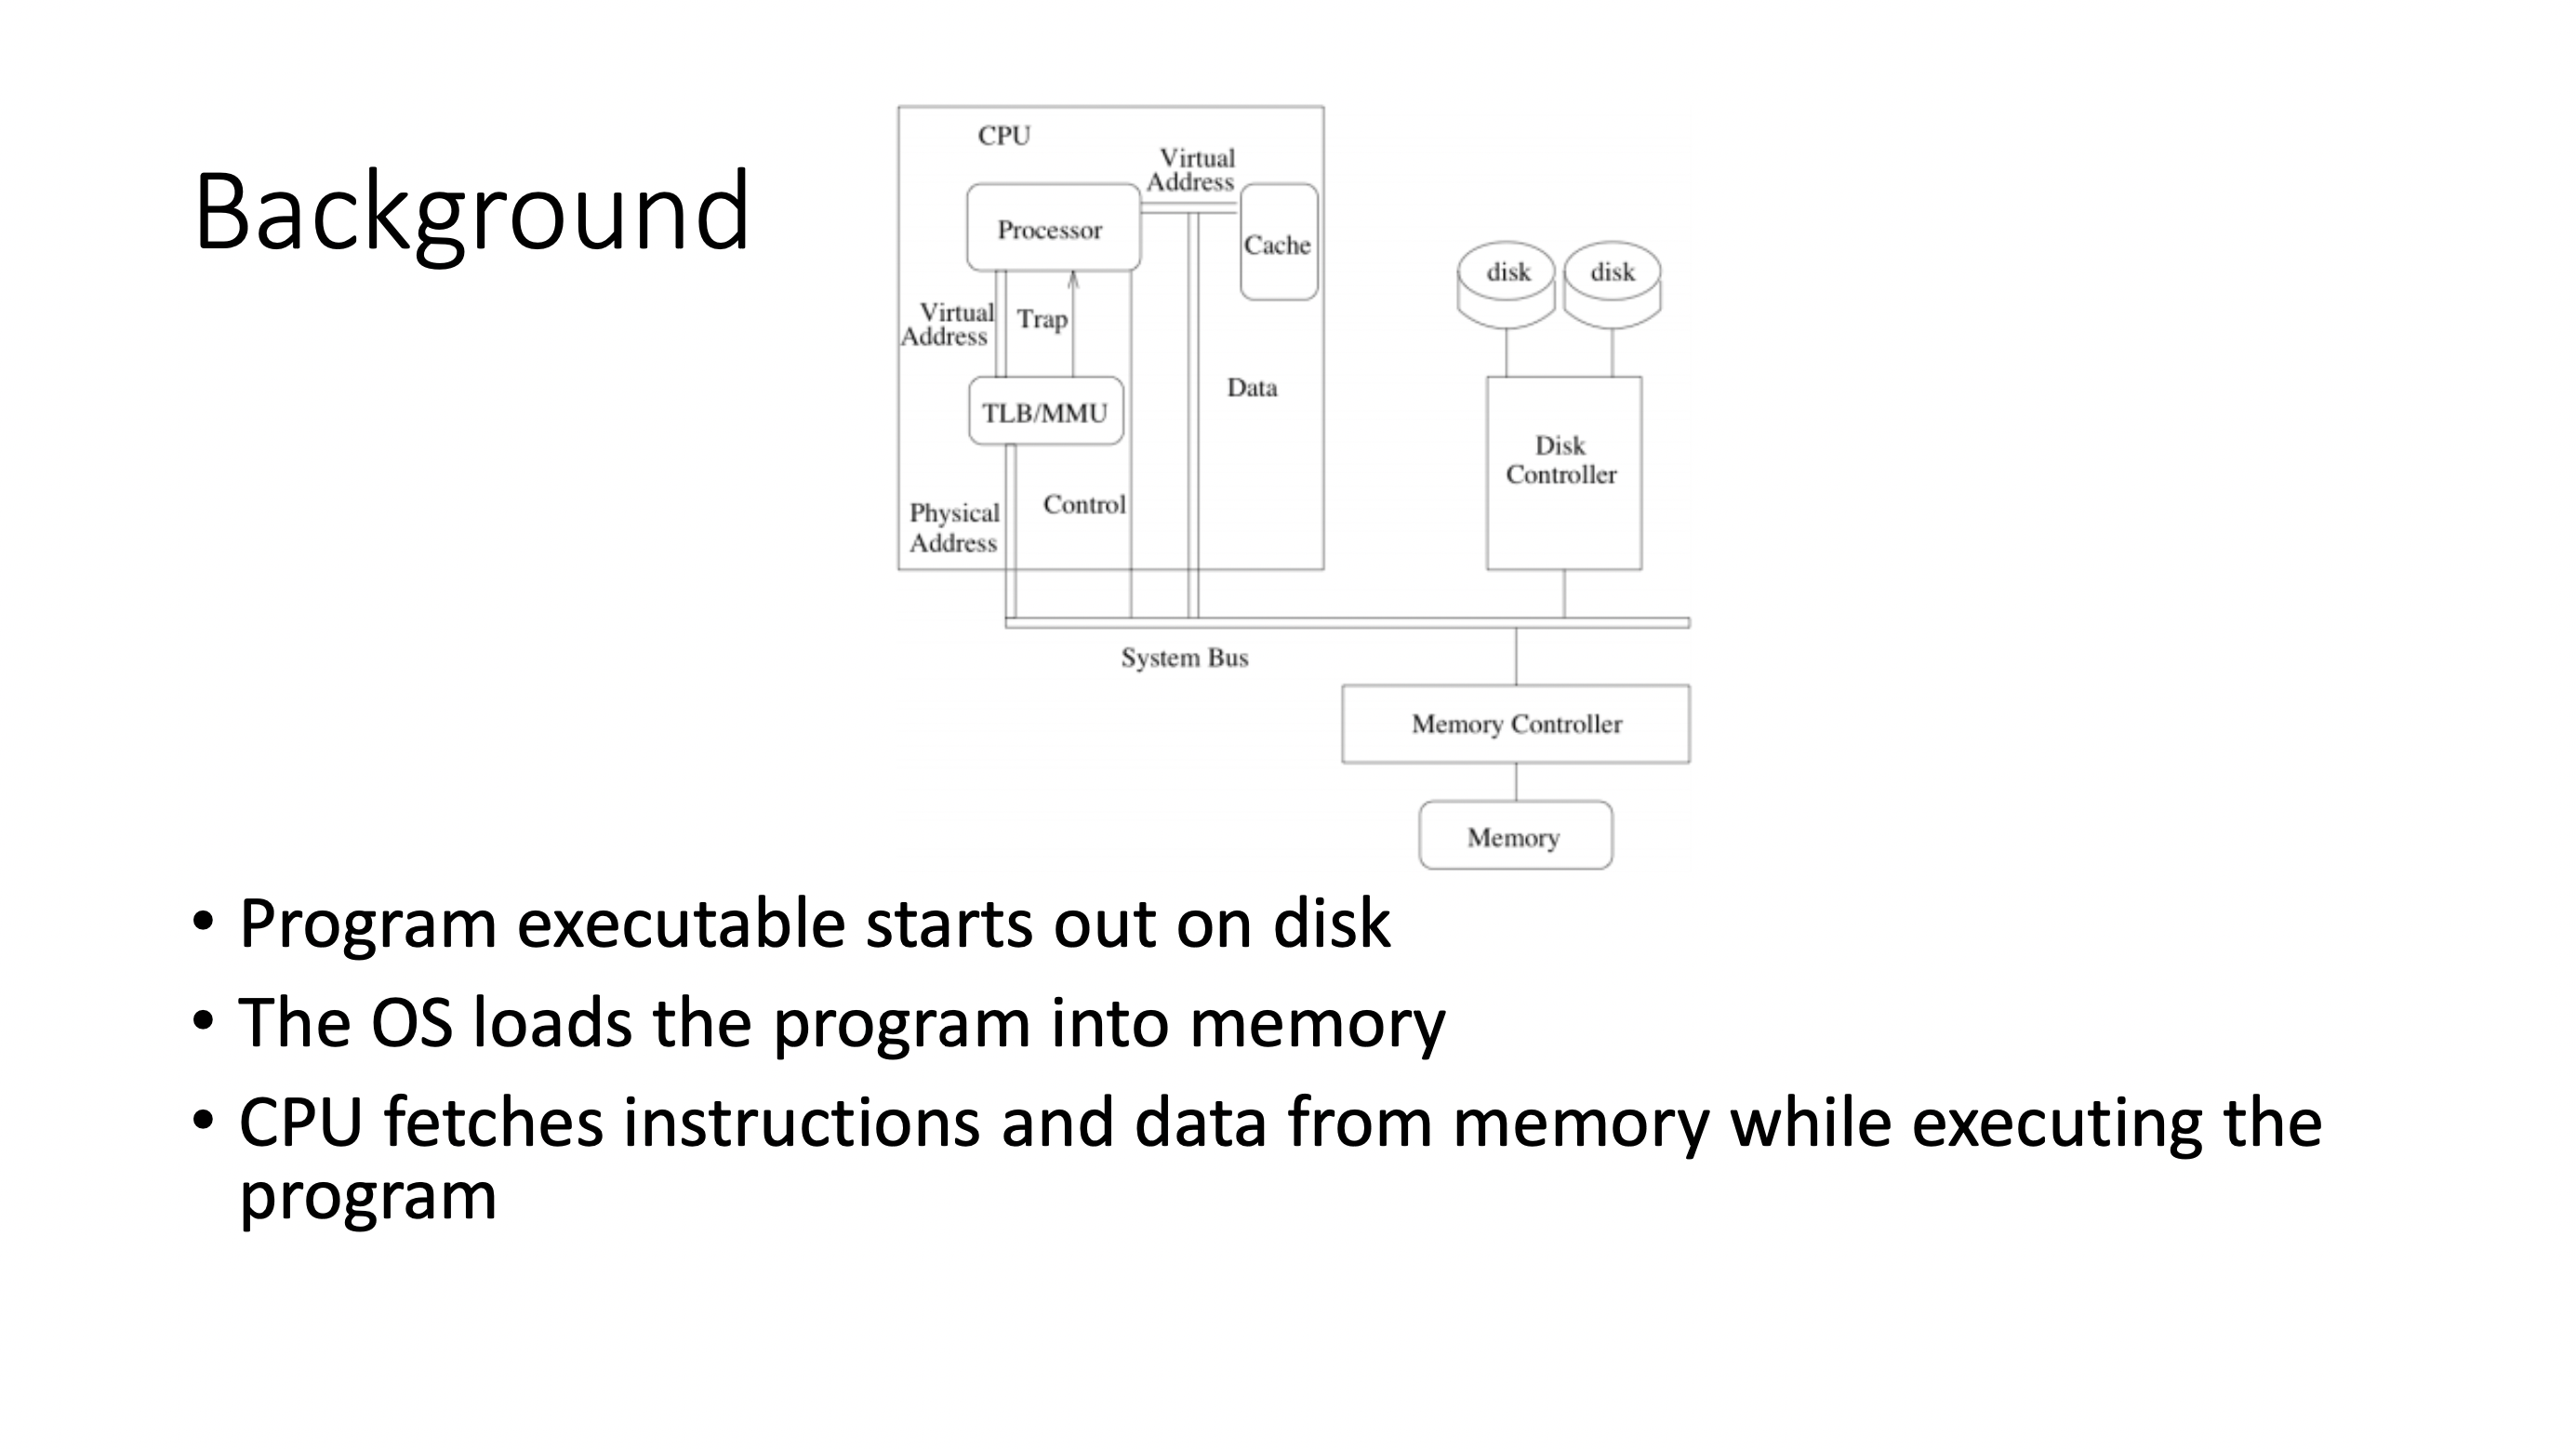 Background
CPU
Virtual
Address
Processor
Cache
Virtual
Address
Trap
TLB/MMU
Data
Physical
Address
Control
disk
disk
Disk
Controller
System Bus
Memory Controller
Memory
• Program executable starts out on disk
• The OS loads the program into memory
• CPU fetches instructions and data from memory while executing the
program